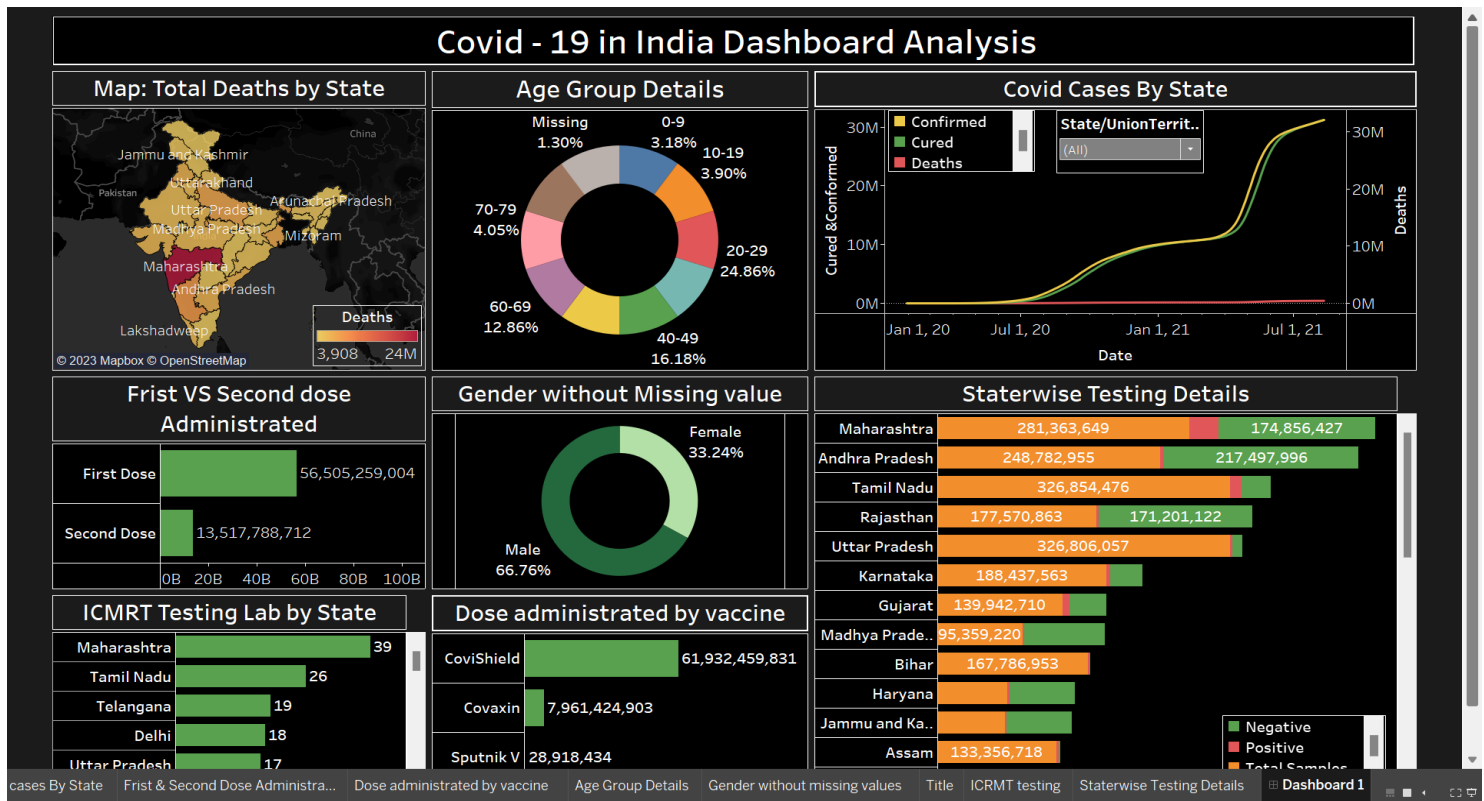 Covid - 19 in India Dashboard Analysis
Map: Total Deaths by State
China
Jammu and Kashmir
Pakistan
Uttarakhand
Arunachal Pradesh
Uttar Pradesh
Madhya Pradesh
Mizoram
Maharashtra
Andhra Pradesh
Lakshadweep
Deaths
3,908 24M
© 2023 Mapbox © OpenStreetMap
Age Group Details
Missing
1.30%
0-9
3.18%
10-19
3.90%
20-29
24.86%
40-49
16.18%
60-69
12.86%
70-79
4.05%
Covid Cases By State
Confirmed
Cured
Deaths
State/UnionTerrit..
(All)
Cured &Conformed
30M
20M
10M
0M
30M
20M
10M
0M
Deaths
Jan 1, 20
Jul 1, 20
Jan 1, 21
Jul 1, 21
Date
Frist VS Second dose
Administrated
First Dose 56,505,259,004
Second Dose 13,517,788,712
0B 20B 40B 60B 80B 100B
Gender without Missing value
Female
33.24%
Male
66.76%
Staterwise Testing Details
Maharashtra 281,363,649 174,856,427
Andhra Pradesh 248,782,955 217,497,996
Tamil Nadu 326,854,476
Rajasthan 177,570,863 171,201,122
Uttar Pradesh 326,806,057
Karnataka 188,437,563
Gujarat 139,942,710
Madhya Prade.. 95,359,220
Bihar 167,786,953
Haryana
Jammu and Ka..
Assam 133,356,718
Negative
Positive
Total Samples
ICMRT Testing Lab by State
Maharashtra 39
Tamil Nadu 26
Telangana 19
Delhi 18
Uttar Pradesh 17
Dose administrated by vaccine
CoviShield 61,932,459,831
Covaxin 7,961,424,903
Sputnik V 28,918,434
cases By State
Frist & Second Dose Administra...
Dose administrated by vaccine
Age Group Details
Gender without missing values
Title
ICRMT testing
Staterwise Testing Details
Dashboard 1